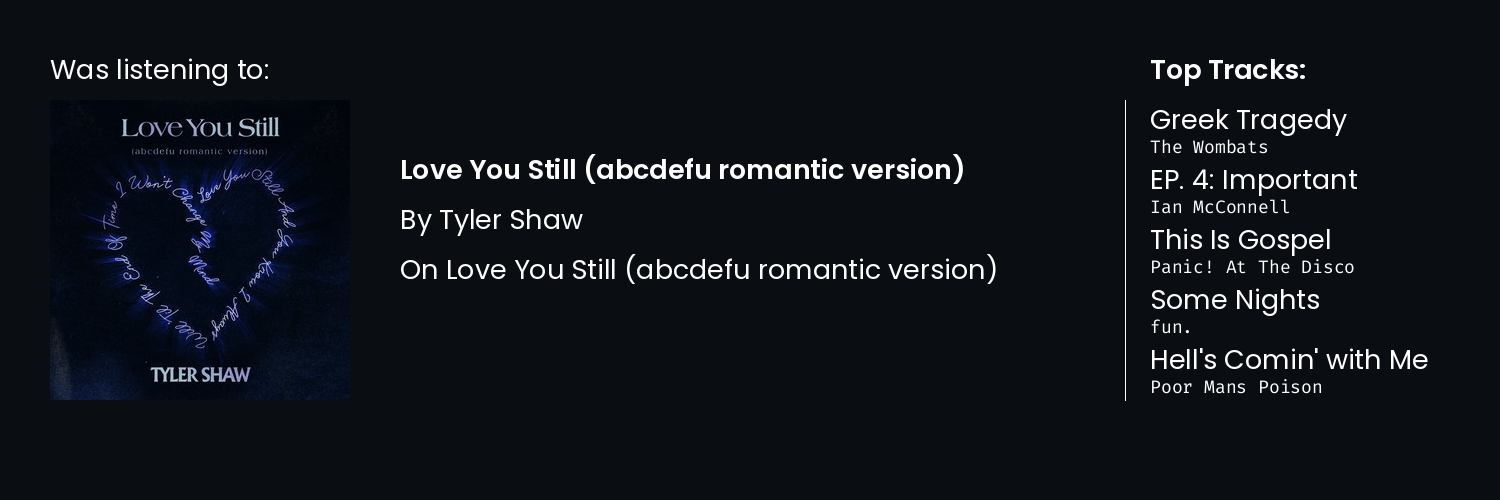 Was listening to:
Love You Still
(abcdefu romantic version)
I Won't Change My Mind
Love You Still And You Know I Always
Will 'Til The End Of Time
TYLER SHAW
Love You Still (abcdefu romantic version)
By Tyler Shaw
On Love You Still (abcdefu romantic version)
Top Tracks:
Greek Tragedy
The Wombats
EP. 4: Important
Ian McConnell
This Is Gospel
Panic! At The Disco
Some Nights
fun.
Hell's Comin' with Me
Poor Mans Poison